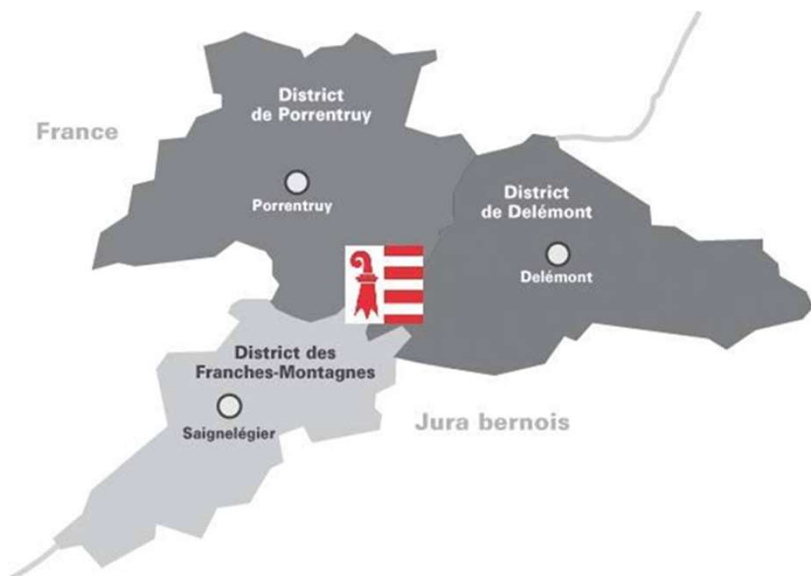 District
de Porrentruy
France
Porrentruy
District
de Delémont
Delémont
District des
Franches-Montagnes
Saignelégier
Jura bernois